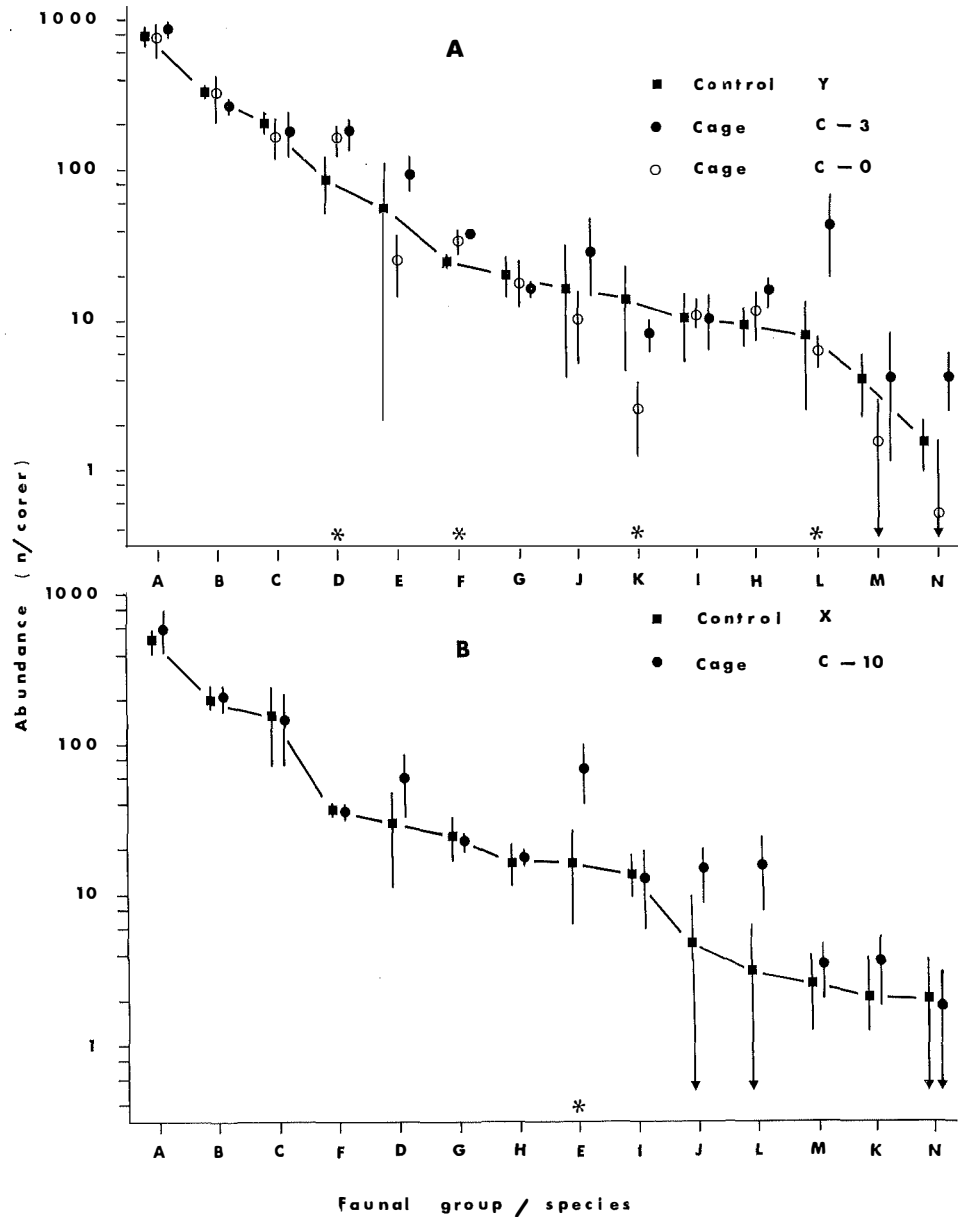 A
Control Y
Cage C-3
Cage C-0
1000
100
10
1
* * * *
A B C D E F G J K I H L M N
Abundance (n/corer)
B
Control X
Cage C-10
1000
100
10
1
*
A B C F D G H E I J L M K N
Faunal group / species